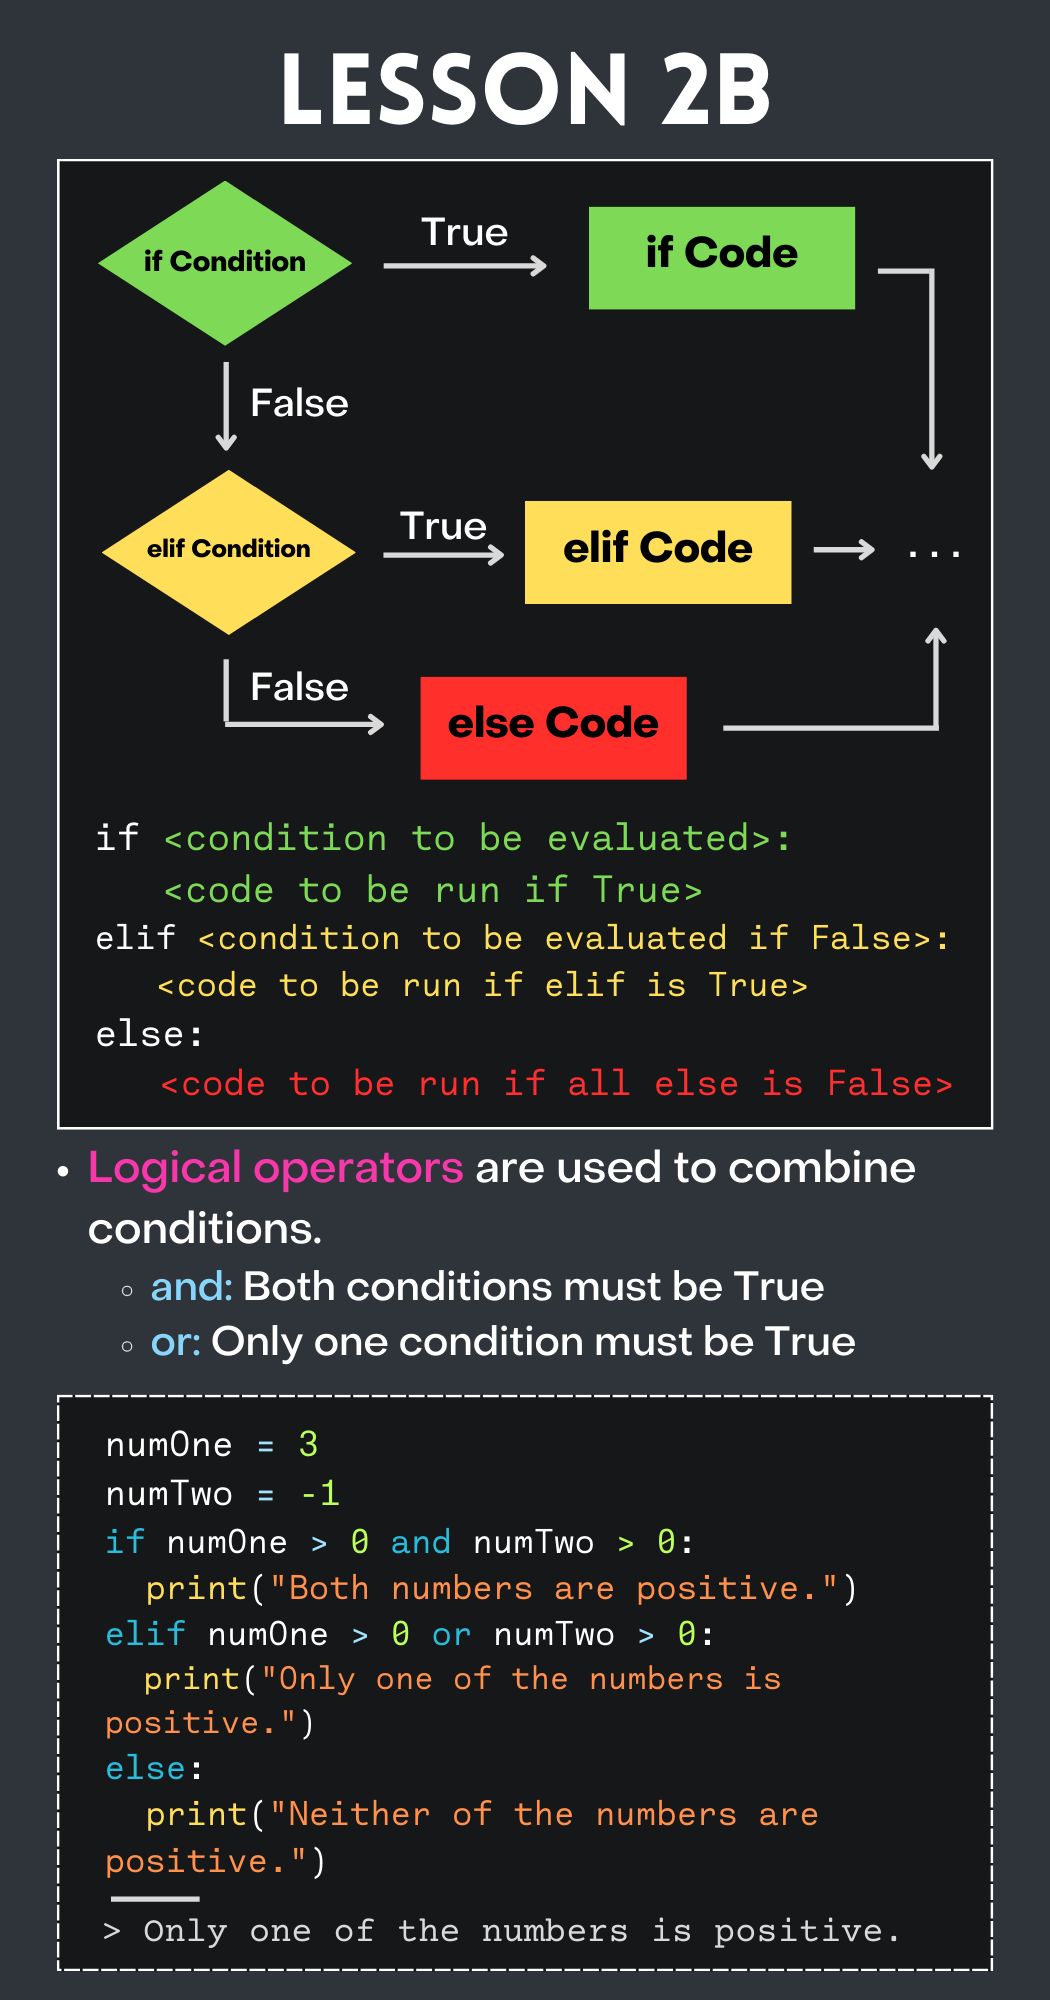 LESSON 2B
if Condition
True
if Code
False
elif Condition
True
elif Code
...
False
else Code
if <condition to be evaluated>:
<code to be run if True>
elif <condition to be evaluated if False>:
<code to be run if elif is True>
else:
<code to be run if all else is False>
• Logical operators are used to combine
conditions.
◦ and: Both conditions must be True
◦ or: Only one condition must be True
numOne = 3
numTwo = -1
if numOne > 0 and numTwo > 0:
print("Both numbers are positive.")
elif numOne > 0 or numTwo > 0:
print("Only one of the numbers is
positive.")
else:
print("Neither of the numbers are
positive.")
> Only one of the numbers is positive.